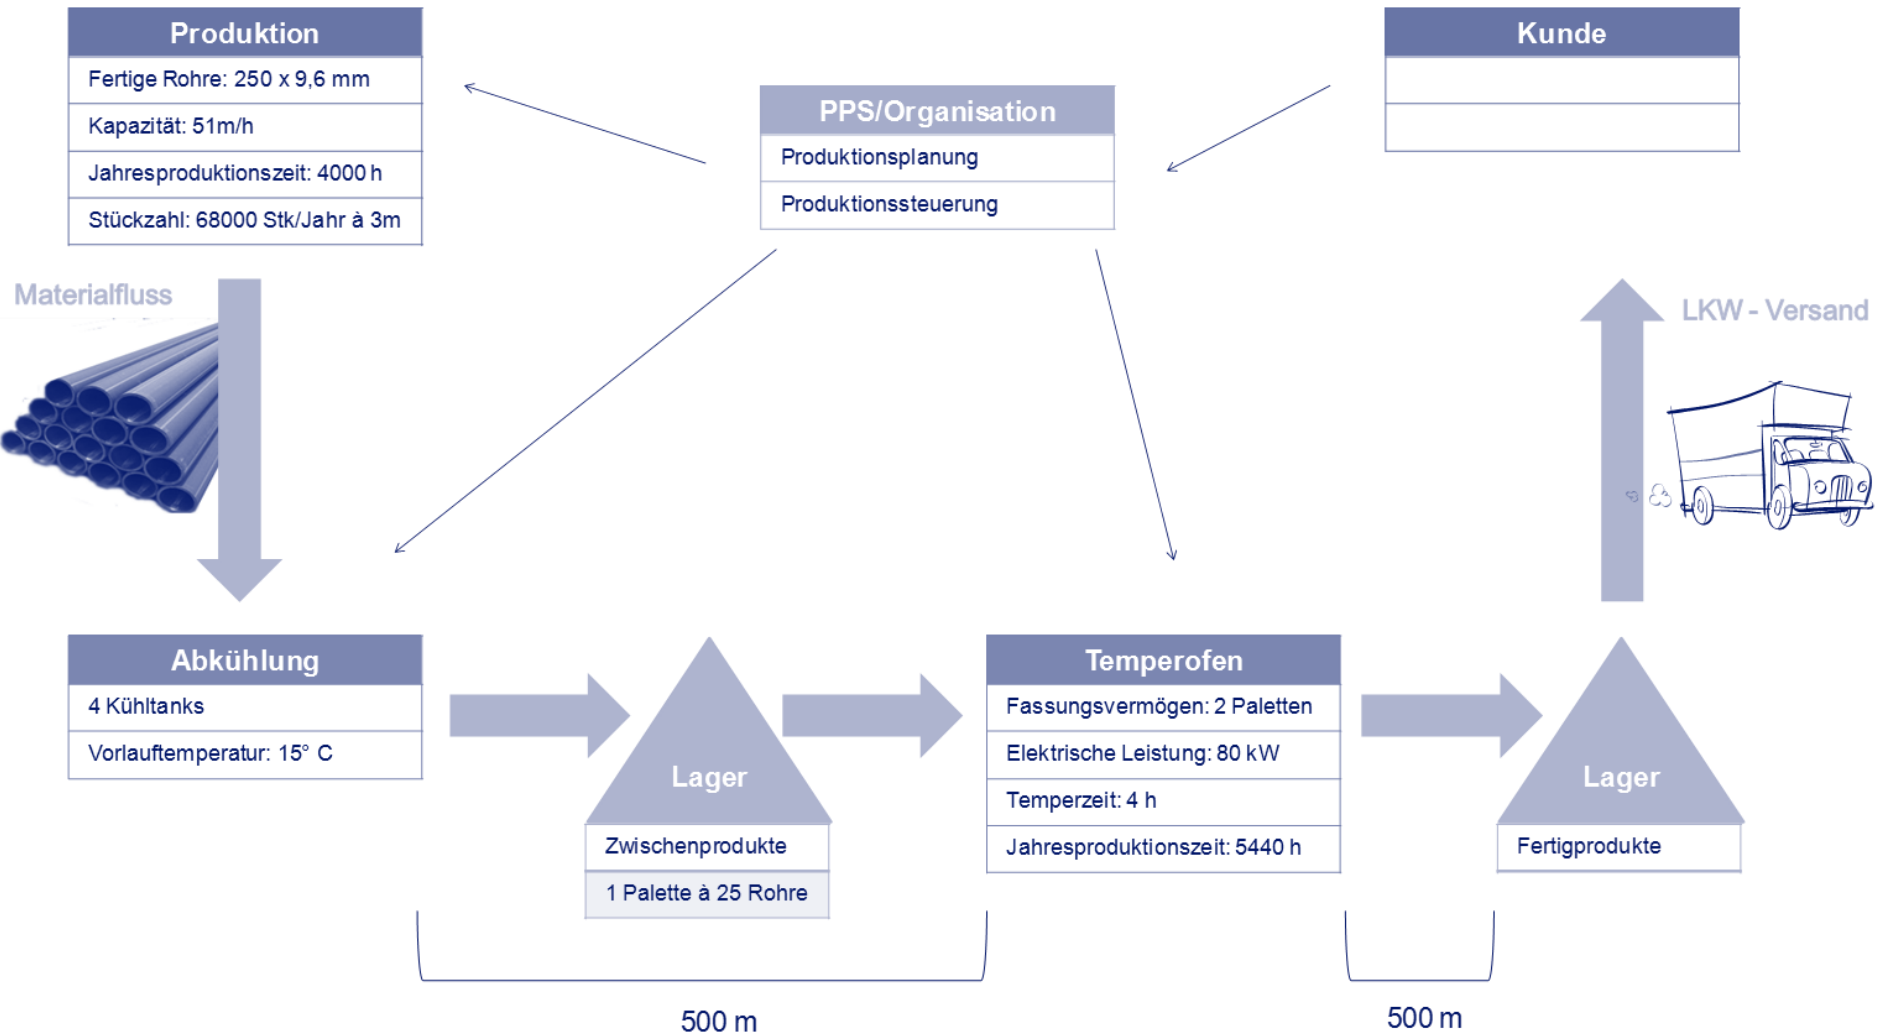 Produktion
Fertige Rohre: 250 x 9,6 mm
Kapazität: 51m/h
Jahresproduktionszeit: 4000 h
Stückzahl: 68000 Stk/Jahr à 3m
PPS/Organisation
Produktionsplanung
Produktionssteuerung
Kunde
Materialfluss
LKW - Versand
Abkühlung
4 Kühltanks
Vorlauftemperatur: 15° C
Lager
Zwischenprodukte
1 Palette à 25 Rohre
Temperofen
Fassungsvermögen: 2 Paletten
Elektrische Leistung: 80 kW
Temperzeit: 4 h
Jahresproduktionszeit: 5440 h
Lager
Fertigprodukte
500 m
500 m